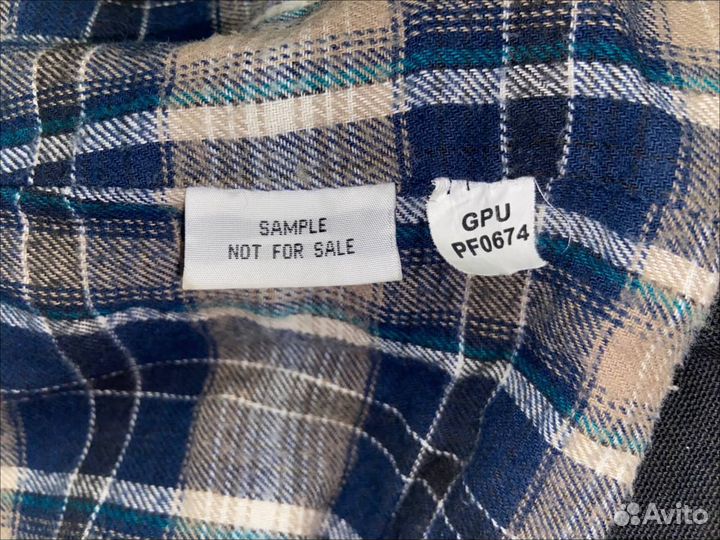 SAMPLE
NOT FOR SALE
GPU
PF0674
Avito